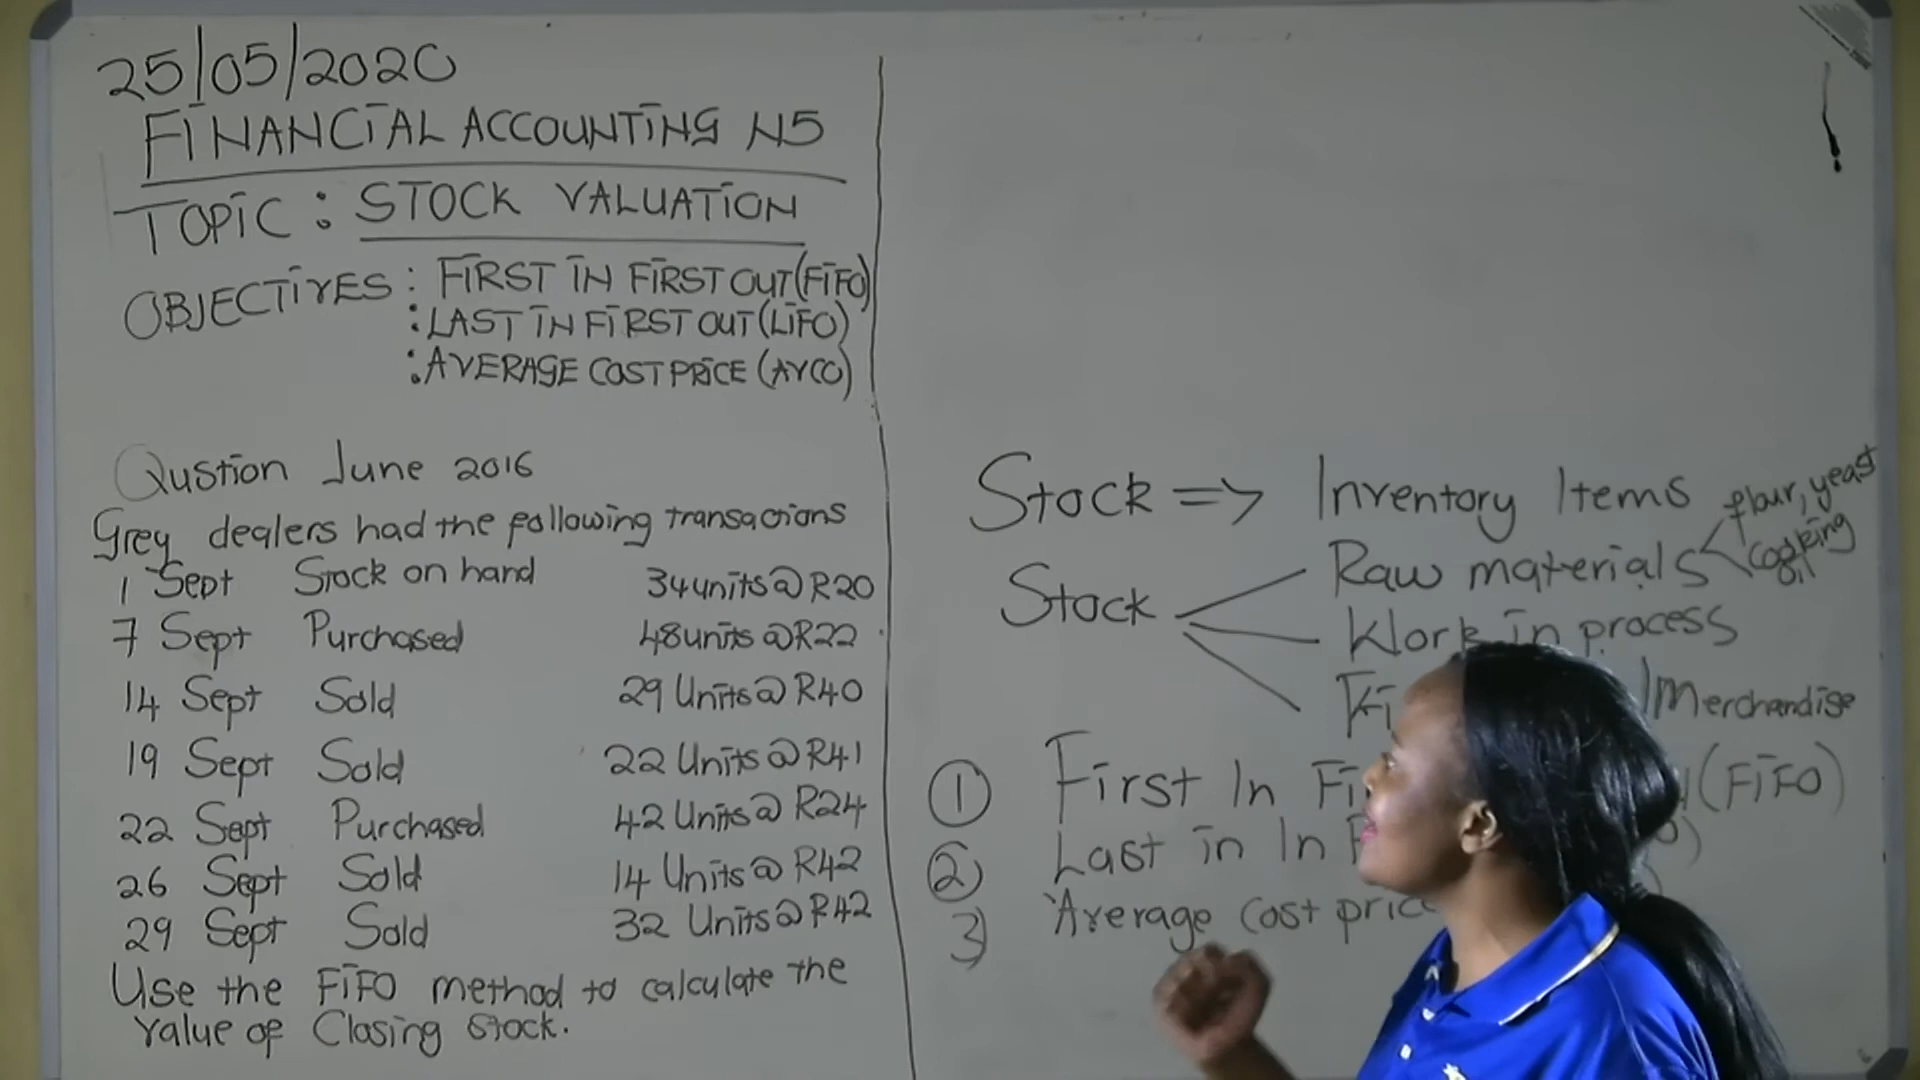 25/05/2020
FINANCIAL ACCOUNTING N5
TOPIC : STOCK VALUATION
OBJECTIVES : FIRST IN FIRST OUT (FIFO)
: LAST IN FIRST OUT (LIFO)
: AVERAGE COST PRICE (AVCO)
Qustion June 2016
Grey dealers had the following transactions
1 Sept Stock on hand 34 units @ R20
7 Sept Purchased 48 units @ R22
14 Sept Sold 29 Units @ R40
19 Sept Sold 22 Units @ R41
22 Sept Purchased 42 Units @ R24
26 Sept Sold 14 Units @ R42
29 Sept Sold 32 Units @ R42
Use the FIFO method to calculate the
value of Closing Stock.
!
Stock => Inventory Items
flour, yeast
Stock Raw materials cooking
oil
Work in process
Merchandise
1 First In (FIFO)
2 Last in In
3) Average Cost price